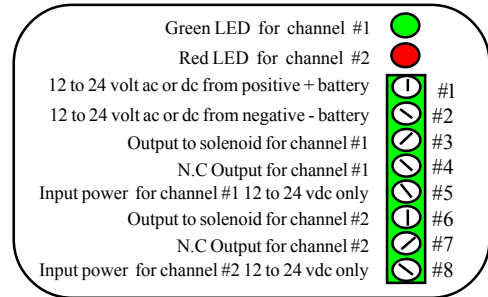 Green LED for channel #1
Red LED for channel #2
12 to 24 volt ac or dc from positive + battery #1
12 to 24 volt ac or dc from negative - battery #2
Output to solenoid for channel #1 #3
N.C Output for channel #1 #4
Input power for channel #1 12 to 24 vdc only #5
Output to solenoid for channel #2 #6
N.C Output for channel #2 #7
Input power for channel #2 12 to 24 vdc only #8